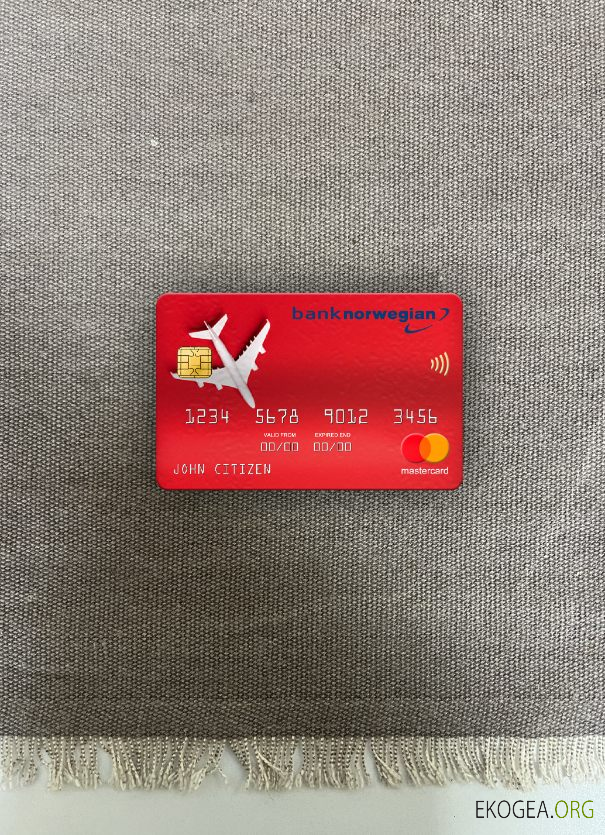 banknorwegian
1234 5678 9012 3456
VALID FROM EXPIRED END
00/00 00/00
JOHN CITIZEN
mastercard
EKOGEA.ORG